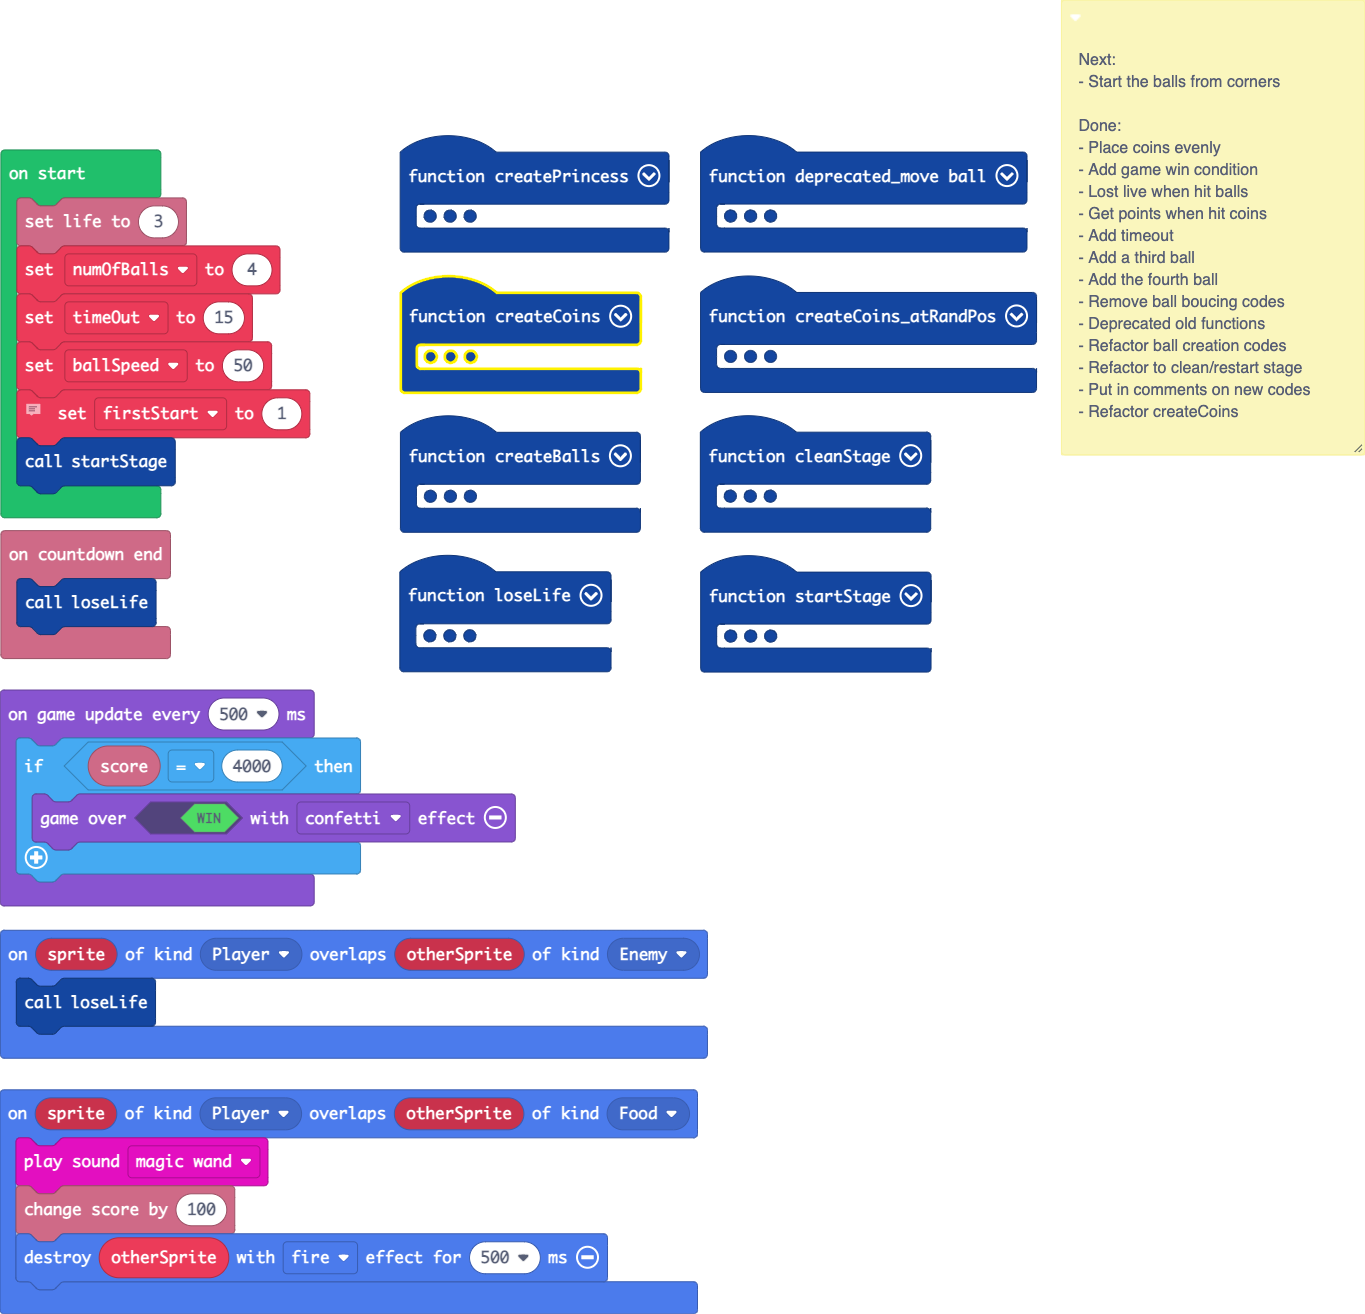 on start
set life to 3
set numOfBalls to 4
set timeOut to 15
set ballSpeed to 50
set firstStart to 1
call startStage
on countdown end
call loseLife
on game update every 500 ms
if score = 4000 then
game over WIN with confetti effect
on sprite of kind Player overlaps otherSprite of kind Enemy
call loseLife
on sprite of kind Player overlaps otherSprite of kind Food
play sound magic wand
change score by 100
destroy otherSprite with fire effect for 500 ms
function createPrincess
function createCoins
function createBalls
function loseLife
function deprecated_move ball
function createCoins_atRandPos
function cleanStage
function startStage
Next:
- Start the balls from corners
Done:
- Place coins evenly
- Add game win condition
- Lost live when hit balls
- Get points when hit coins
- Add timeout
- Add a third ball
- Add the fourth ball
- Remove ball boucing codes
- Deprecated old functions
- Refactor ball creation codes
- Refactor to clean/restart stage
- Put in comments on new codes
- Refactor createCoins